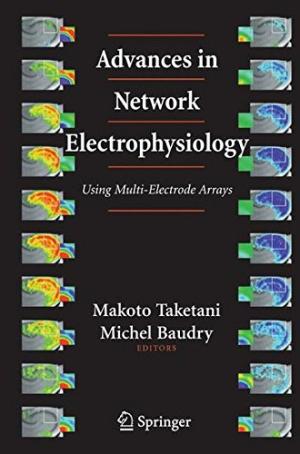 Advances in
Network
Electrophysiology
Using Multi-Electrode Arrays
Makoto Taketani
Michel Baudry
EDITORS
Springer